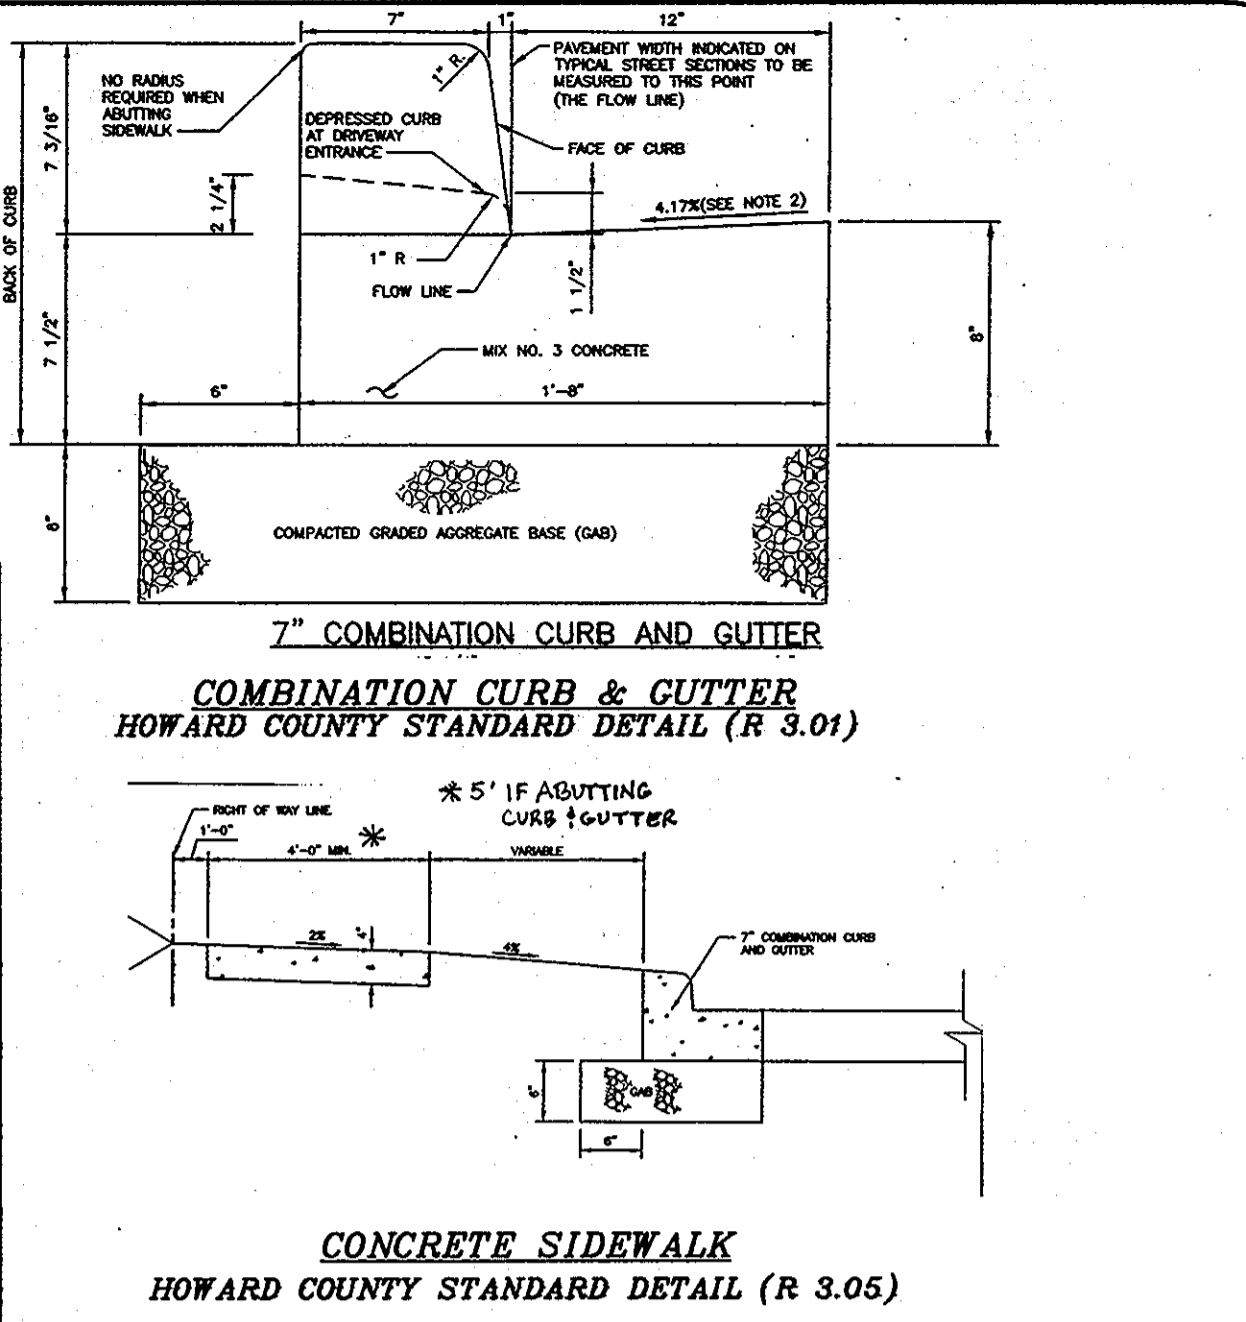 7" 1" 12"
PAVEMENT WIDTH INDICATED ON
TYPICAL STREET SECTIONS TO BE
MEASURED TO THIS POINT
(THE FLOW LINE)
NO RADIUS
REQUIRED WHEN
ABUTTING
SIDEWALK
1" R.
DEPRESSED CURB
AT DRIVEWAY
ENTRANCE
FACE OF CURB
7 3/16"
2 1/4"
4.17%(SEE NOTE 2)
BACK OF CURB
1" R
FLOW LINE
1 1/2"
7 1/2"
8"
MIX NO. 3 CONCRETE
6" 1'-8"
6"
COMPACTED GRADED AGGREGATE BASE (GAB)
7" COMBINATION CURB AND GUTTER
COMBINATION CURB & GUTTER
HOWARD COUNTY STANDARD DETAIL (R 3.01)
* 5' IF ABUTTING
CURB & GUTTER
RIGHT OF WAY LINE
1'-0" 4'-0" MIN. * VARIABLE
2% 4" 4%
7" COMBINATION CURB
AND GUTTER
6" GAB
6"
CONCRETE SIDEWALK
HOWARD COUNTY STANDARD DETAIL (R 3.05)